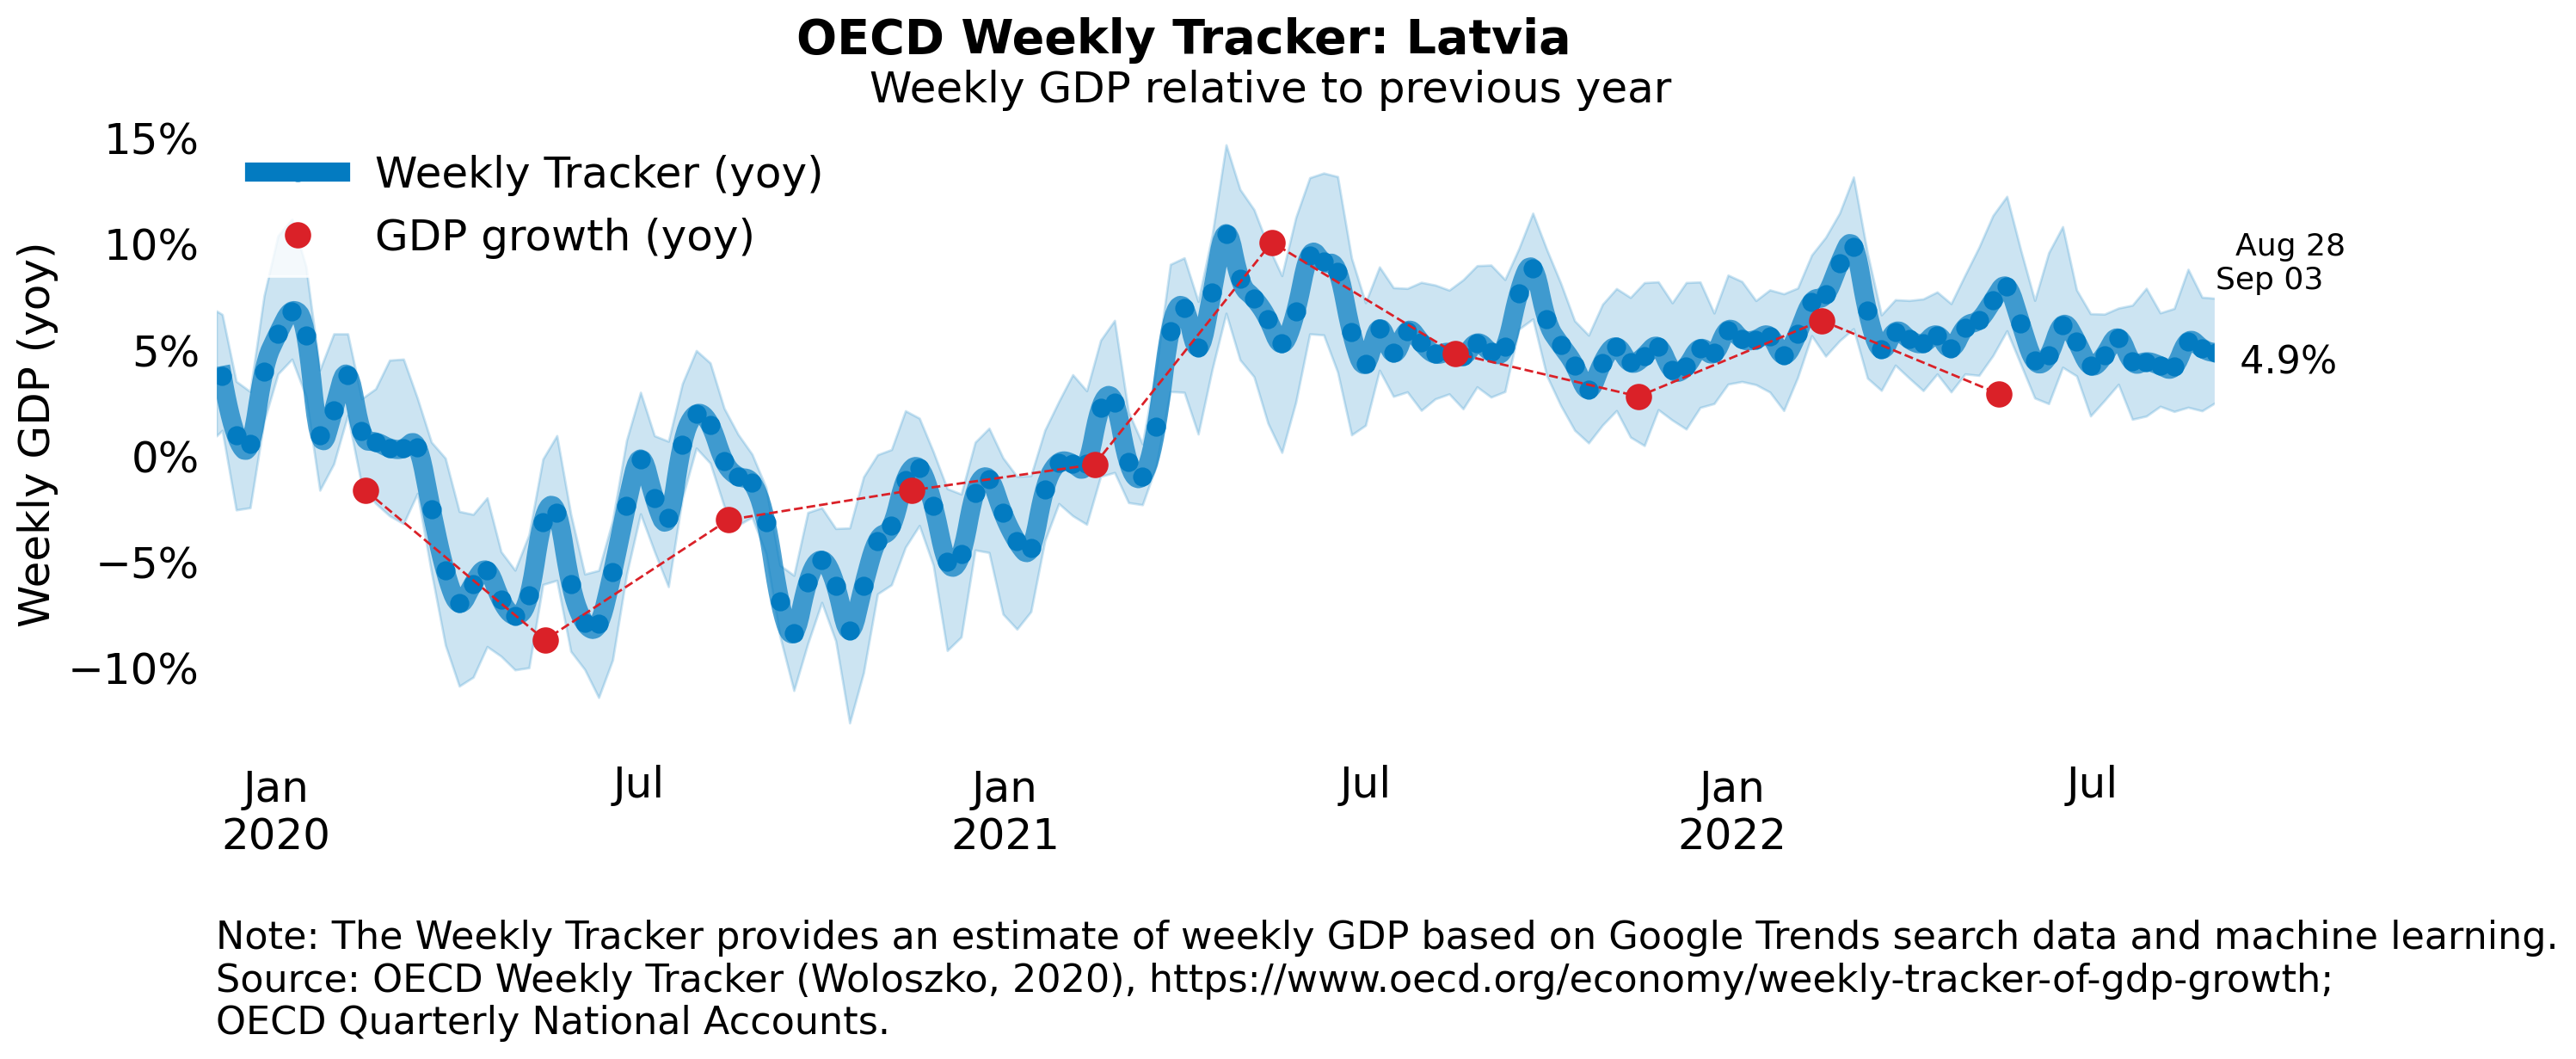 OECD Weekly Tracker: Latvia
Weekly GDP relative to previous year
Weekly GDP (yoy)
15%
10%
5%
0%
−5%
−10%
Weekly Tracker (yoy)
GDP growth (yoy)
Aug 28
Sep 03
4.9%
Jan
2020
Jul
Jan
2021
Jul
Jan
2022
Jul
Note: The Weekly Tracker provides an estimate of weekly GDP based on Google Trends search data and machine learning.
Source: OECD Weekly Tracker (Woloszko, 2020), https://www.oecd.org/economy/weekly-tracker-of-gdp-growth;
OECD Quarterly National Accounts.